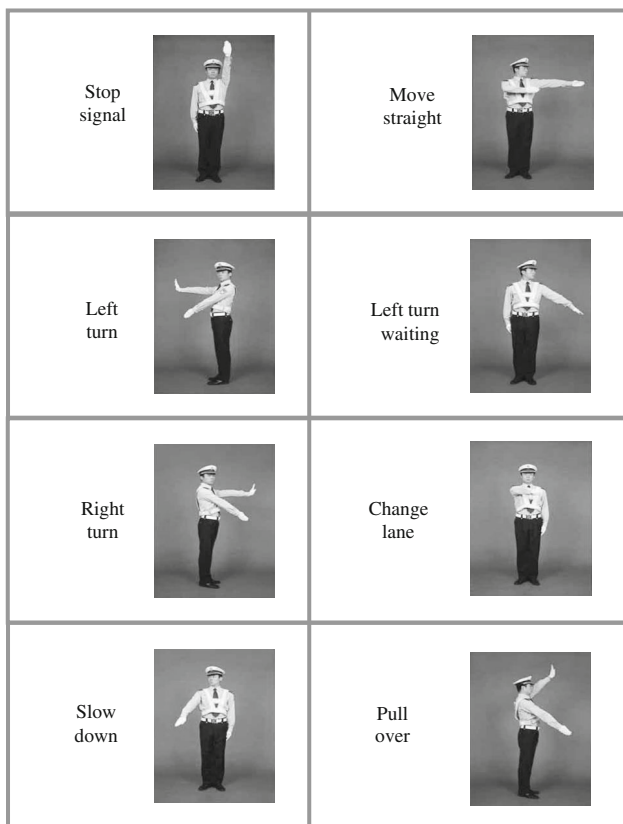 Stop
signal
Move
straight
Left
turn
Left turn
waiting
Right
turn
Change
lane
Slow
down
Pull
over